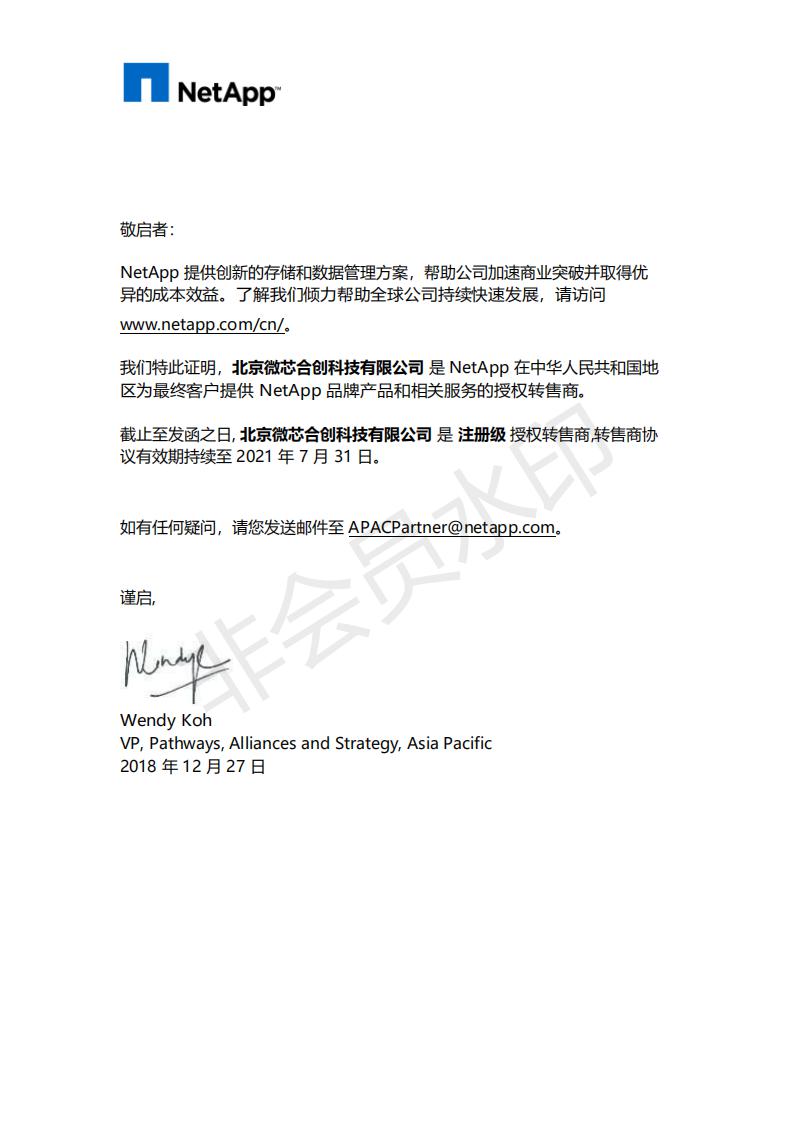 NetApp™
敬启者：
NetApp 提供创新的存储和数据管理方案，帮助公司加速商业突破并取得优
异的成本效益。了解我们倾力帮助全球公司持续快速发展，请访问
www.netapp.com/cn/。
我们特此证明，北京微芯合创科技有限公司 是 NetApp 在中华人民共和国地
区为最终客户提供 NetApp 品牌产品和相关服务的授权转售商。
截止至发函之日, 北京微芯合创科技有限公司 是 注册级 授权转售商,转售商协
议有效期持续至 2021 年 7 月 31 日。
如有任何疑问，请您发送邮件至 APACPartner@netapp.com。
谨启,
Wendy Koh
VP, Pathways, Alliances and Strategy, Asia Pacific
2018 年 12 月 27 日
非会员水印